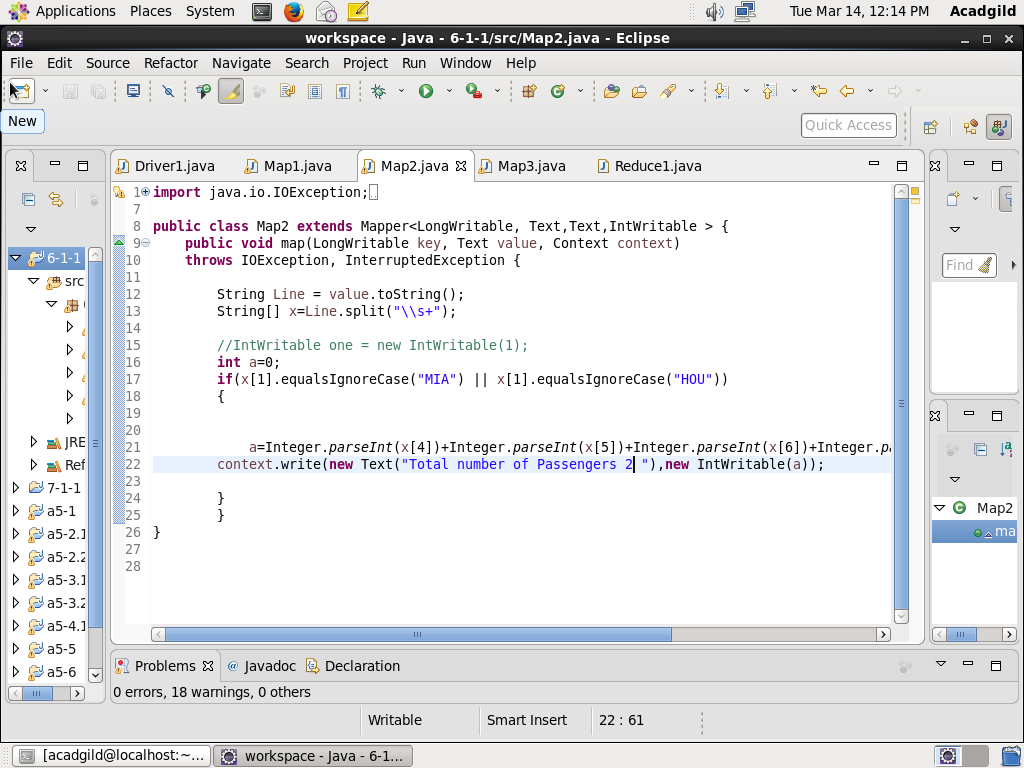 Applications Places System Tue Mar 14, 12:14 PM Acadgild
workspace - Java - 6-1-1/src/Map2.java - Eclipse
File Edit Source Refactor Navigate Search Project Run Window Help
New
Quick Access
Driver1.java Map1.java Map2.java Map3.java Reduce1.java
1 import java.io.IOException;
7
8 public class Map2 extends Mapper<LongWritable, Text,Text,IntWritable > {
9 public void map(LongWritable key, Text value, Context context)
10 throws IOException, InterruptedException {
11
12 String Line = value.toString();
13 String[] x=Line.split("\\s+");
14
15 //IntWritable one = new IntWritable(1);
16 int a=0;
17 if(x[1].equalsIgnoreCase("MIA") || x[1].equalsIgnoreCase("HOU"))
18 {
19
20
21 a=Integer.parseInt(x[4])+Integer.parseInt(x[5])+Integer.parseInt(x[6])+Integer.pa
22 context.write(new Text("Total number of Passengers 2 "),new IntWritable(a));
23
24 }
25 }
26 }
27
28
6-1-1
src
JRE
Ref
7-1-1
a5-1
a5-2.1
a5-2.2
a5-3.1
a5-3.2
a5-4.1
a5-5
a5-6
Find
Map2
ma
Problems Javadoc Declaration
0 errors, 18 warnings, 0 others
Writable Smart Insert 22 : 61
[acadgild@localhost:~... workspace - Java - 6-1...